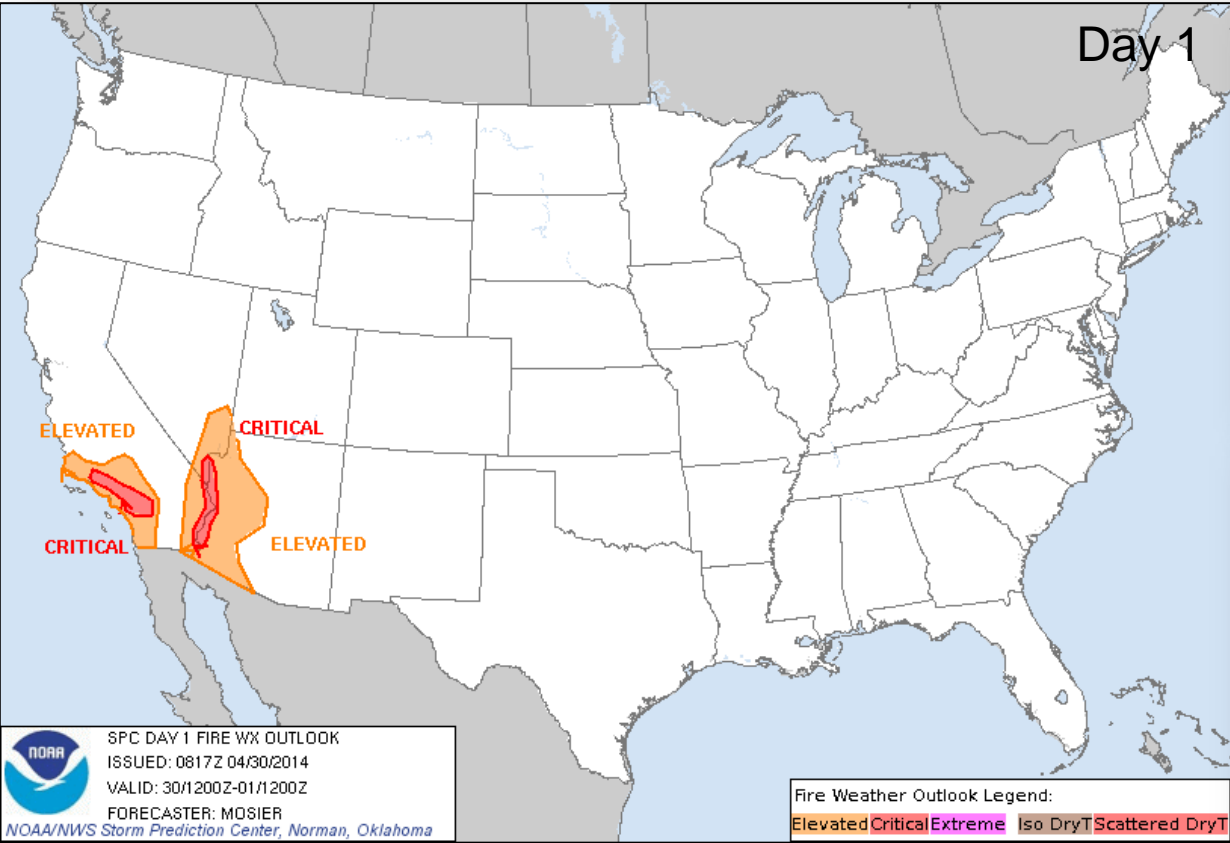 Day 1
ELEVATED
CRITICAL
CRITICAL
ELEVATED
NOAA
SPC DAY 1 FIRE WX OUTLOOK
ISSUED: 0817Z 04/30/2014
VALID: 30/1200Z-01/1200Z
FORECASTER: MOSIER
NOAA/NWS Storm Prediction Center, Norman, Oklahoma
Fire Weather Outlook Legend:
Elevated Critical Extreme Iso DryT Scattered DryT